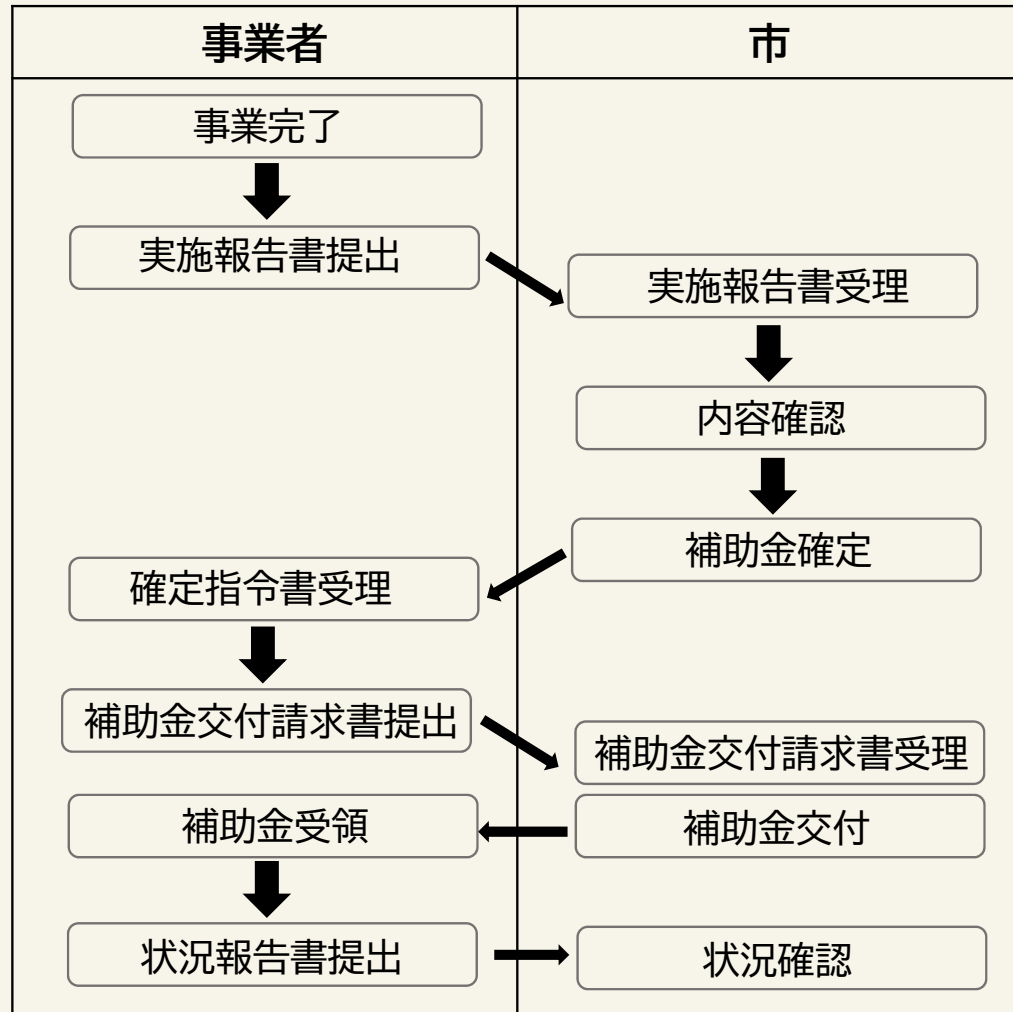 事業者
市
事業完了
実施報告書提出
実施報告書受理
内容確認
補助金確定
確定指令書受理
補助金交付請求書提出
補助金交付請求書受理
補助金交付
補助金受領
状況報告書提出
状況確認